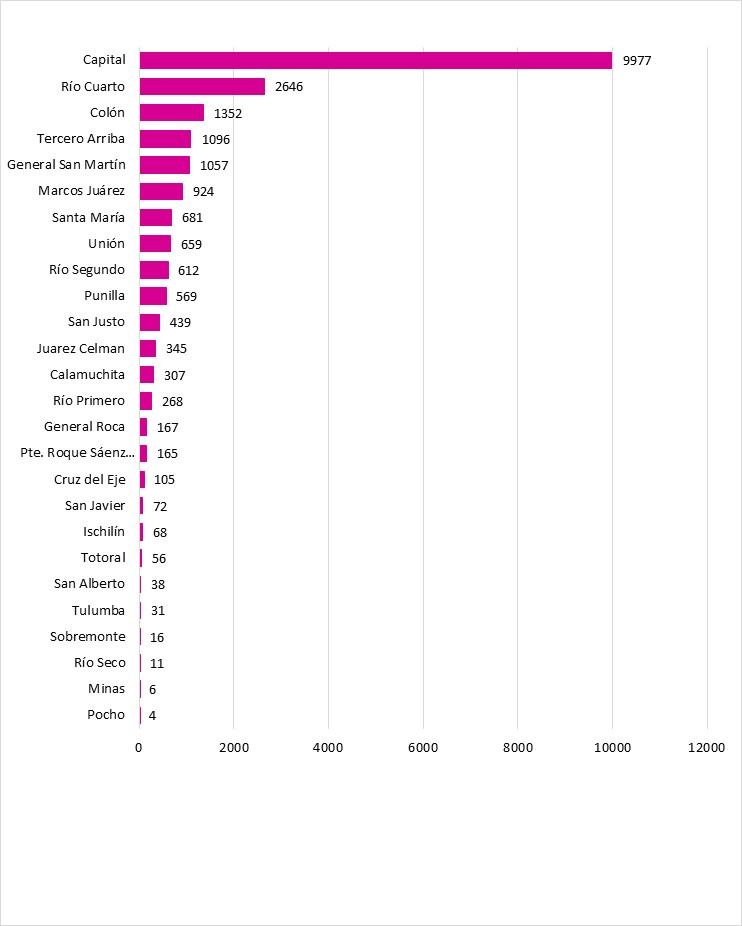 Capital 9977
Río Cuarto 2646
Colón 1352
Tercero Arriba 1096
General San Martín 1057
Marcos Juárez 924
Santa María 681
Unión 659
Río Segundo 612
Punilla 569
San Justo 439
Juarez Celman 345
Calamuchita 307
Río Primero 268
General Roca 167
Pte. Roque Sáenz... 165
Cruz del Eje 105
San Javier 72
Ischilín 68
Totoral 56
San Alberto 38
Tulumba 31
Sobremonte 16
Río Seco 11
Minas 6
Pocho 4
0 2000 4000 6000 8000 10000 12000